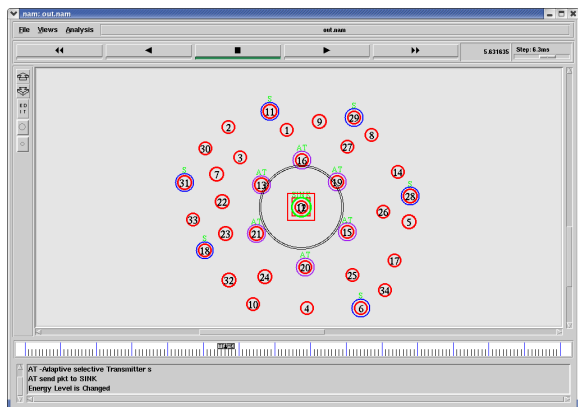 nam: out.nam
File Views Analysis out.nam
5.631635 Step: 6.3ms
ED
IT
S
11
S
29
9
2
1
8
27
30
AT
16
3
14
7
S
31
AT
13
AT
19
S
28
22
12
26
33
5
23
AT
21
AT
15
S
18
17
AT
20
32
24
25
34
10
4
S
6
AT -Adaptive selective Transmitter s
AT send pkt to SINK
Energy Level is Changed